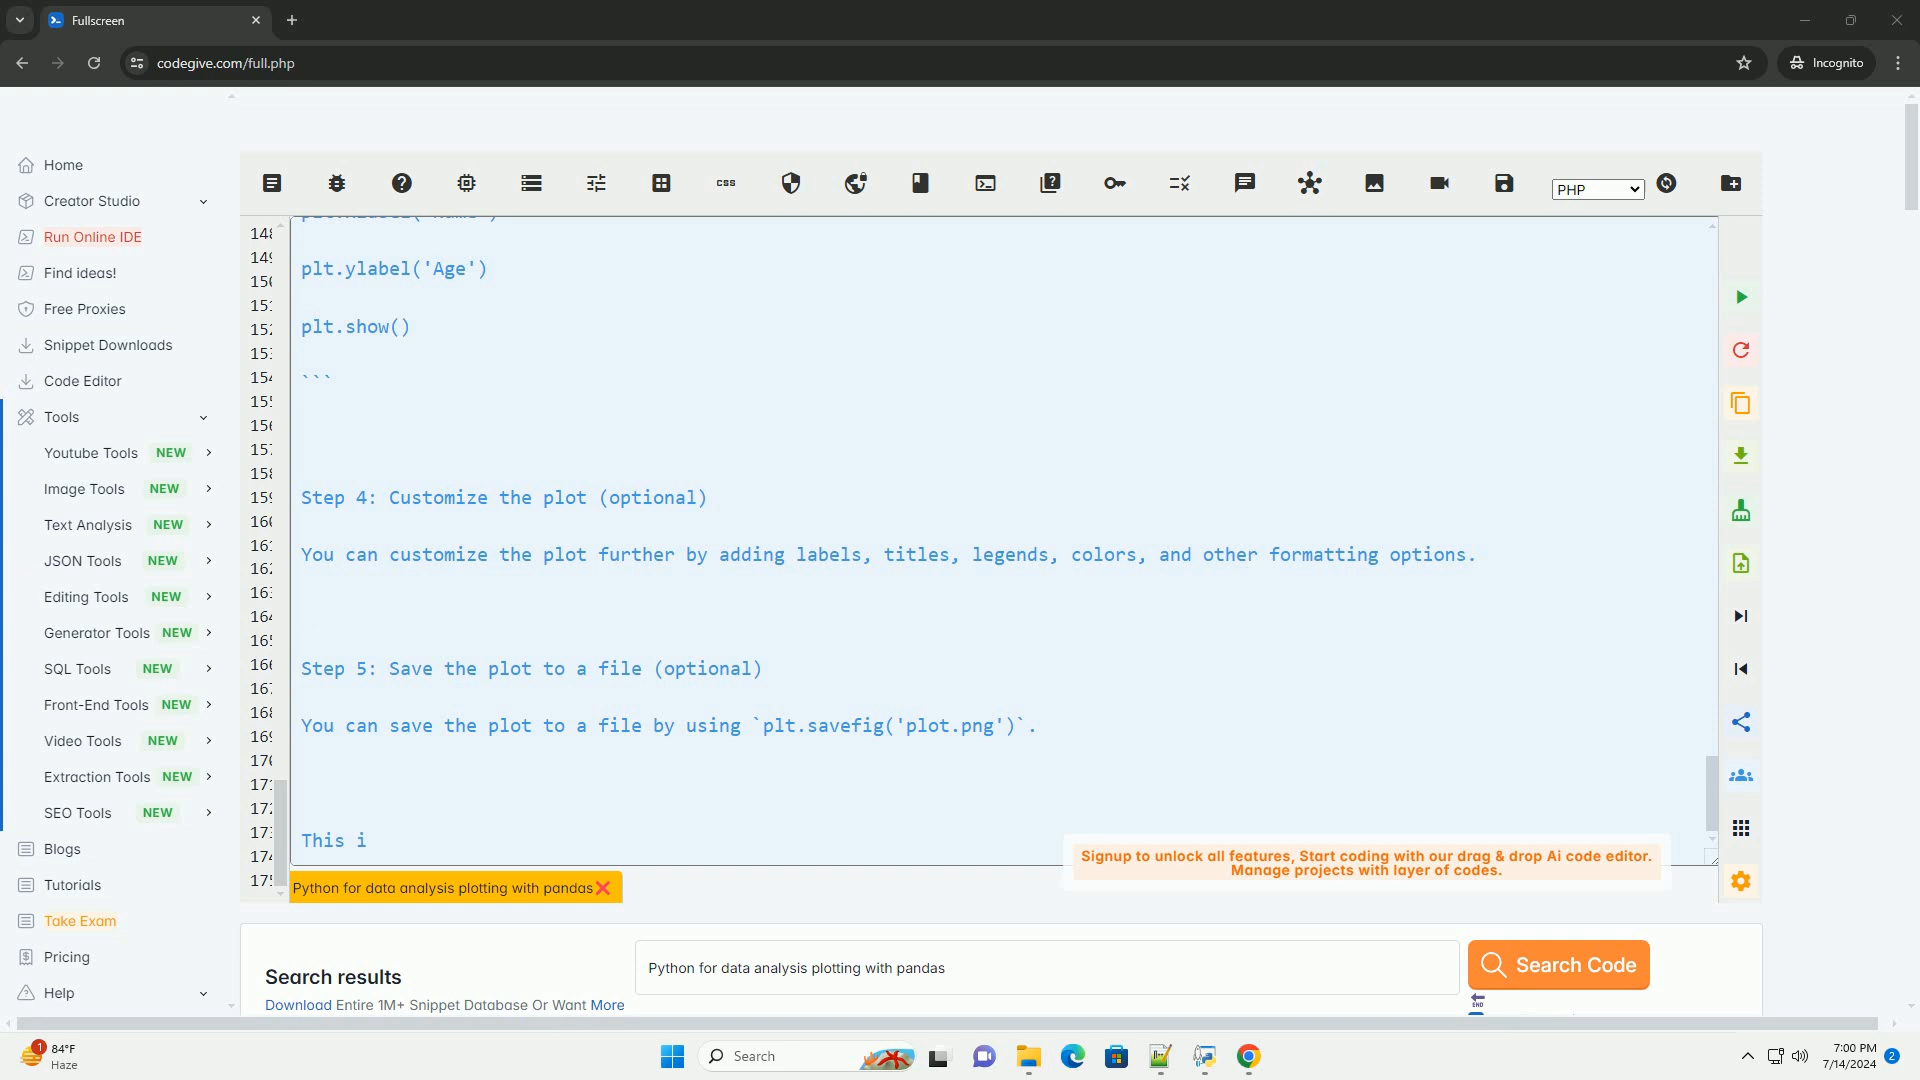 Fullscreen
codegive.com/full.php
Incognito
Home
Creator Studio
Run Online IDE
Find ideas!
Free Proxies
Snippet Downloads
Code Editor
Tools
Youtube Tools NEW
Image Tools NEW
Text Analysis NEW
JSON Tools NEW
Editing Tools NEW
Generator Tools NEW
SQL Tools NEW
Front-End Tools NEW
Video Tools NEW
Extraction Tools NEW
SEO Tools NEW
Blogs
Tutorials
Take Exam
Pricing
Help
css
PHP
plt.ylabel('Age')
plt.show()
```
Step 4: Customize the plot (optional)
You can customize the plot further by adding labels, titles, legends, colors, and other formatting options.
Step 5: Save the plot to a file (optional)
You can save the plot to a file by using `plt.savefig('plot.png')`.
This i
Signup to unlock all features, Start coding with our drag & drop Ai code editor.
Manage projects with layer of codes.
Python for data analysis plotting with pandas
Search results
Python for data analysis plotting with pandas
Search Code
Download Entire 1M+ Snippet Database Or Want More
END
1
84°F
Haze
Search
7:00 PM
7/14/2024
2